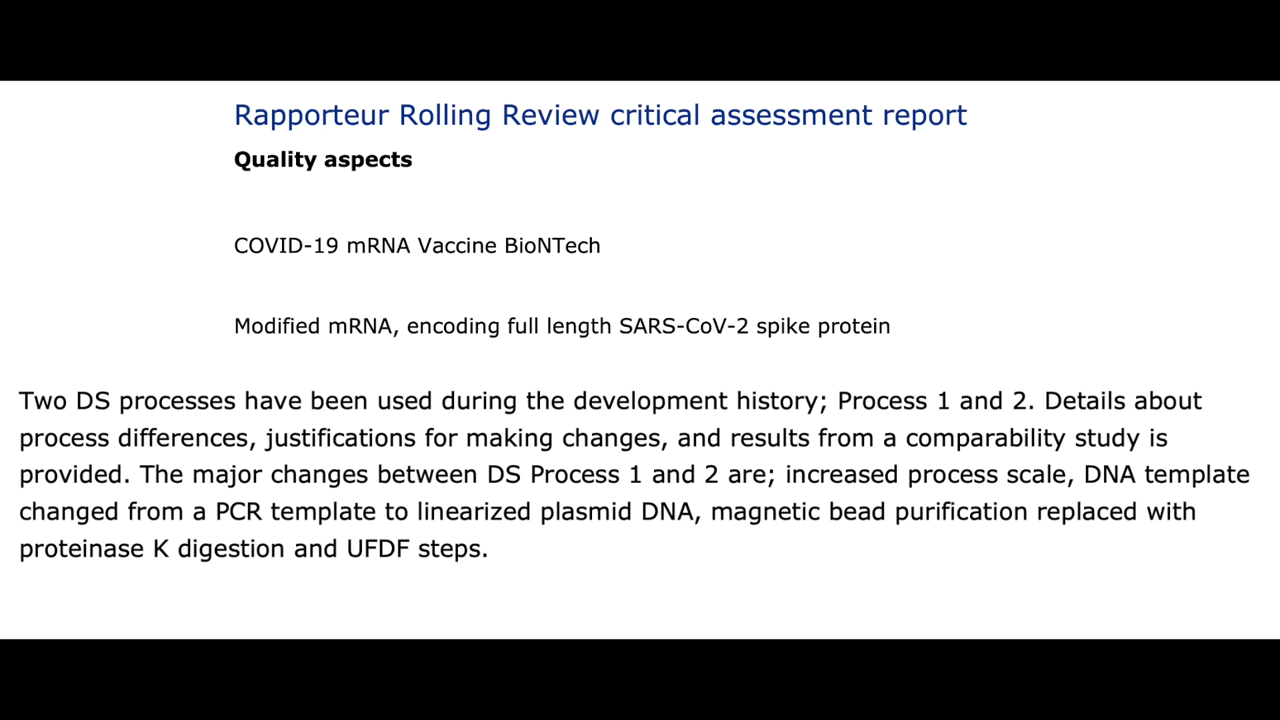 Rapporteur Rolling Review critical assessment report
Quality aspects
COVID-19 mRNA Vaccine BioNTech
Modified mRNA, encoding full length SARS-CoV-2 spike protein
Two DS processes have been used during the development history; Process 1 and 2. Details about
process differences, justifications for making changes, and results from a comparability study is
provided. The major changes between DS Process 1 and 2 are; increased process scale, DNA template
changed from a PCR template to linearized plasmid DNA, magnetic bead purification replaced with
proteinase K digestion and UFDF steps.